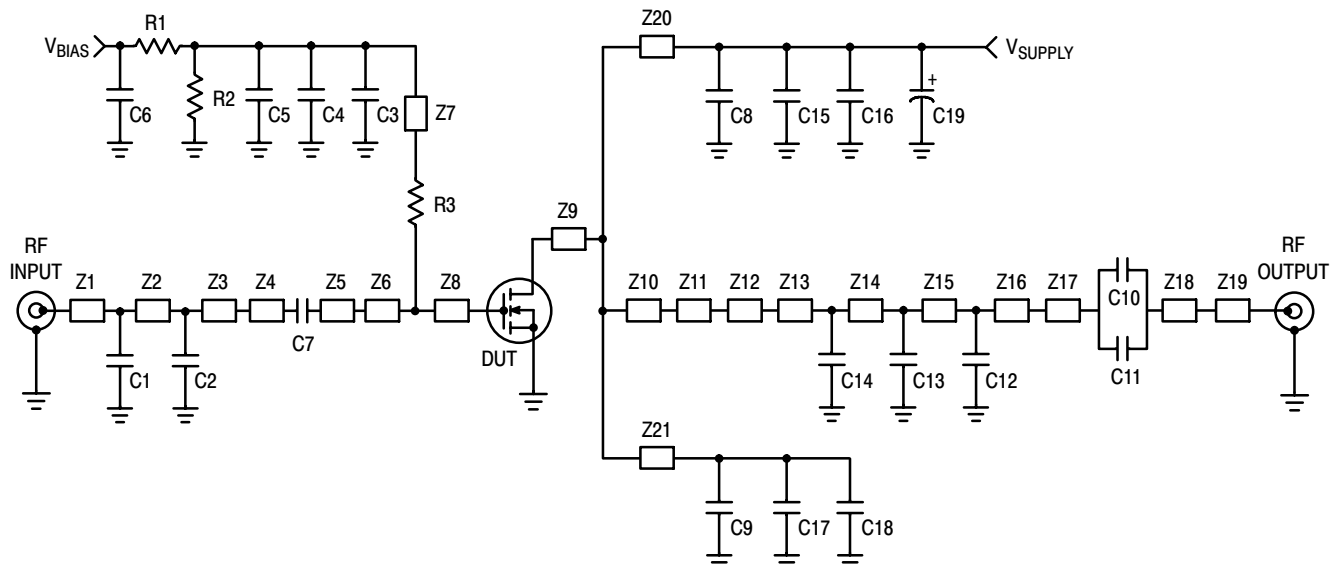 R1
Z20
V_BIAS
V_SUPPLY
R2
+
C6
C5
C4
C3
Z7
C8
C15
C16
C19
R3
Z9
RF
INPUT
RF
OUTPUT
Z1
Z2
Z3
Z4
Z5
Z6
Z8
Z10
Z11
Z12
Z13
Z14
Z15
Z16
Z17
C10
Z18
Z19
C7
DUT
C11
C1
C2
C14
C13
C12
Z21
C9
C17
C18